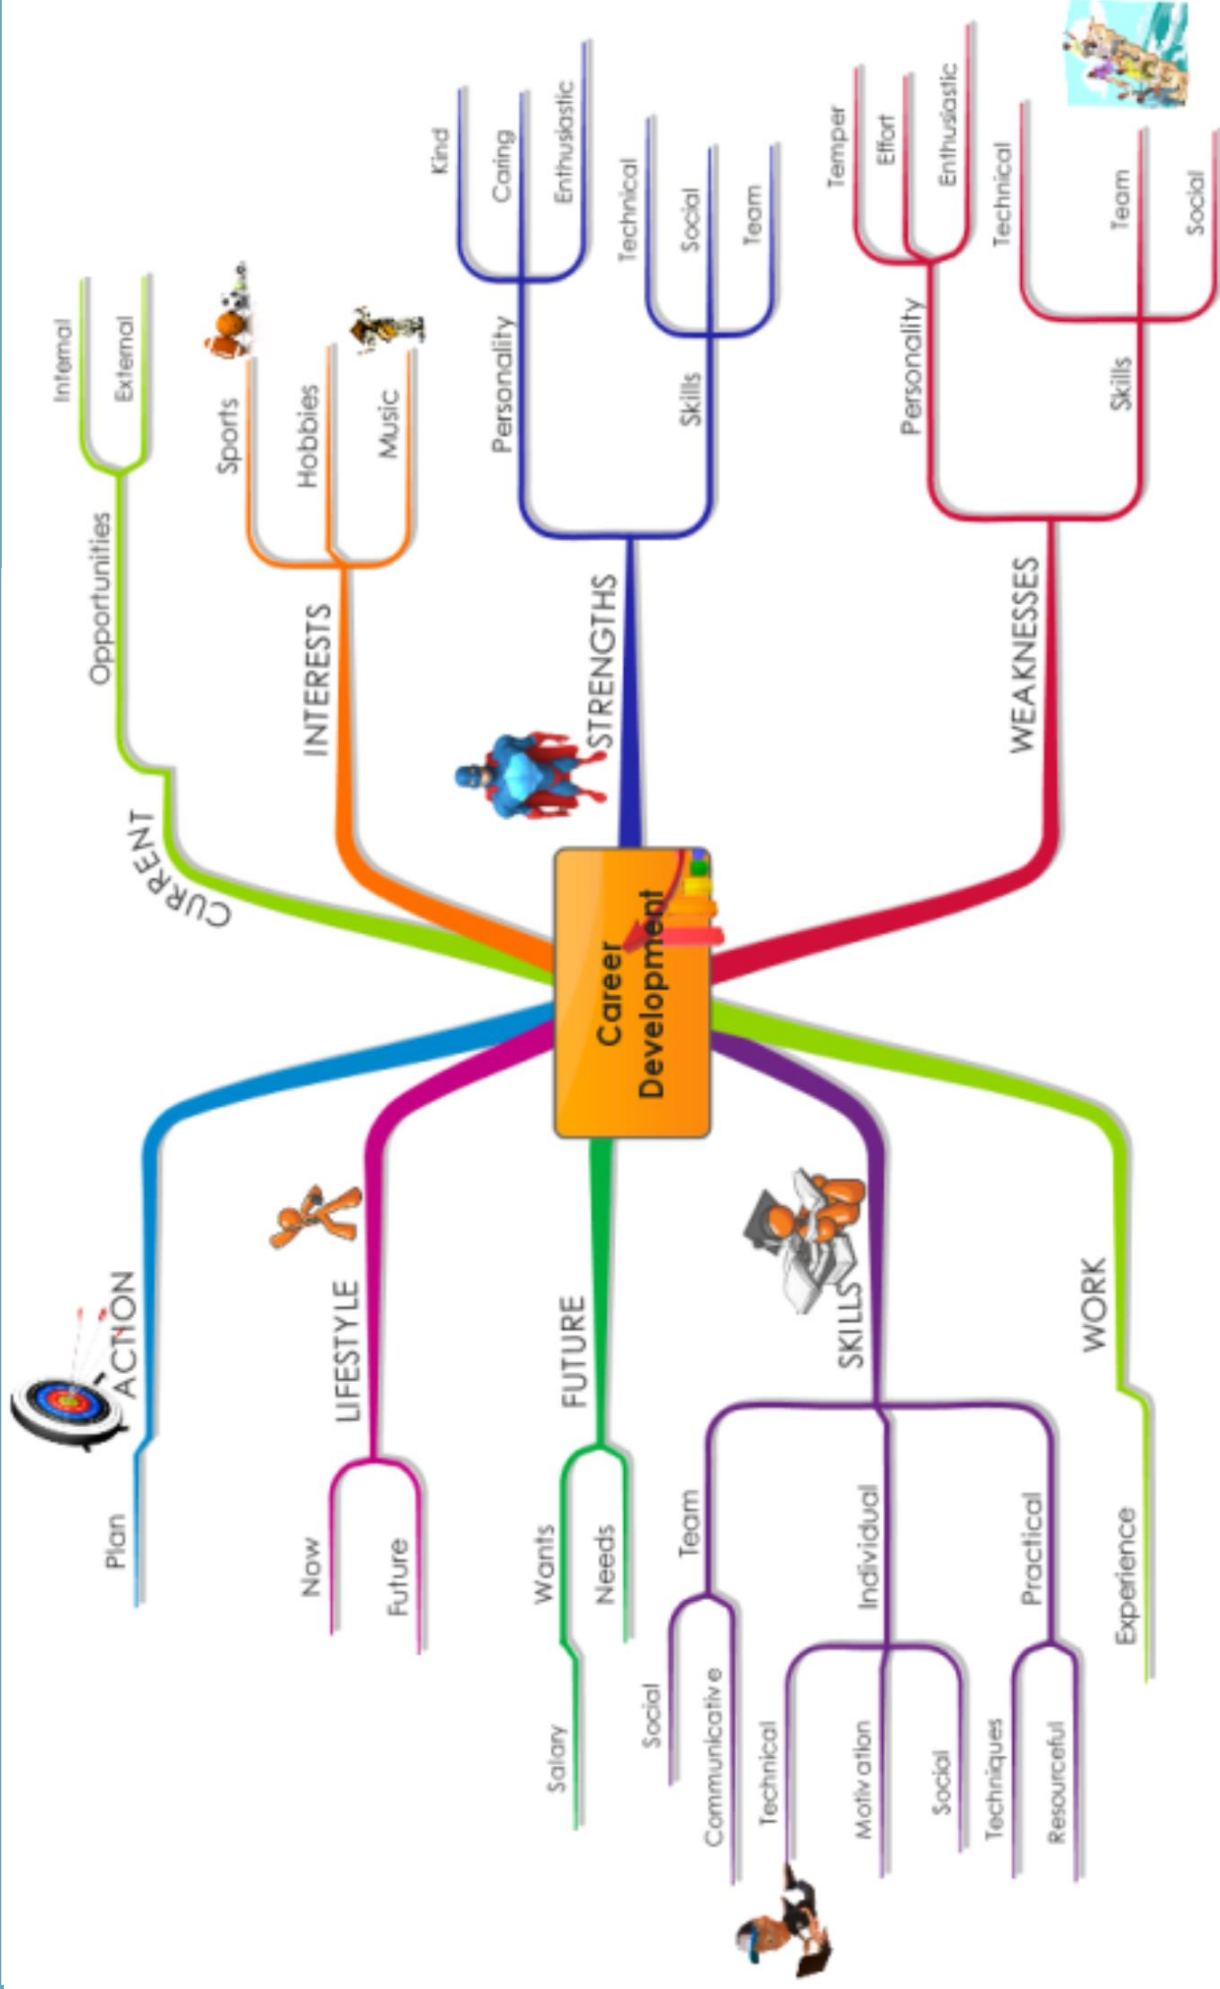 Career
Development
CURRENT
Opportunities
Internal
External
INTERESTS
Sports
Hobbies
Music
STRENGTHS
Personality
Kind
Caring
Enthusiastic
Skills
Technical
Social
Team
WEAKNESSES
Personality
Temper
Effort
Enthusiastic
Skills
Technical
Team
Social
WORK
Experience
SKILLS
Team
Social
Communicative
Individual
Technical
Motivation
Social
Practical
Techniques
Resourceful
FUTURE
Wants
Salary
Needs
LIFESTYLE
Now
Future
ACTION
Plan